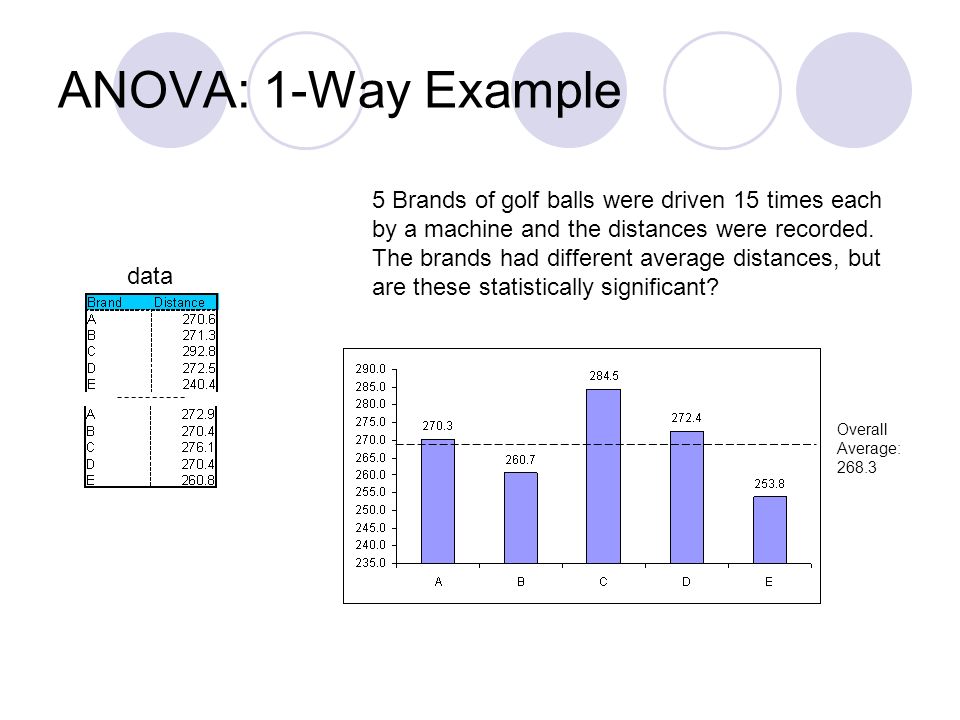 ANOVA: 1-Way Example
5 Brands of golf balls were driven 15 times each
by a machine and the distances were recorded.
The brands had different average distances, but
are these statistically significant?
data
Brand Distance
A 270.6
B 271.3
C 292.8
D 272.5
E 240.4
A 272.9
B 270.4
C 276.1
D 270.4
E 260.8
290.0
285.0
280.0
275.0
270.0
265.0
260.0
255.0
250.0
245.0
240.0
235.0
270.3
260.7
284.5
272.4
253.8
A B C D E
Overall
Average:
268.3